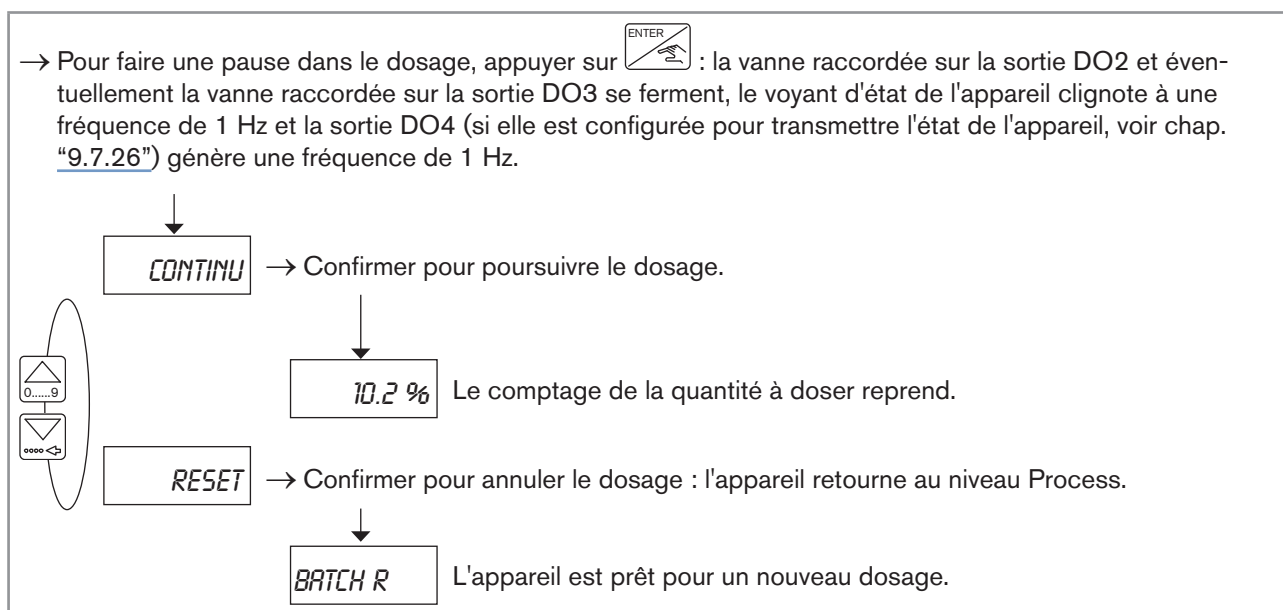 → Pour faire une pause dans le dosage, appuyer sur ENTER : la vanne raccordée sur la sortie DO2 et éven-
tuellement la vanne raccordée sur la sortie DO3 se ferment, le voyant d'état de l'appareil clignote à une
fréquence de 1 Hz et la sortie DO4 (si elle est configurée pour transmettre l'état de l'appareil, voir chap.
“9.7.26”) génère une fréquence de 1 Hz.
CONTINU → Confirmer pour poursuivre le dosage.
0......9
10.2 % Le comptage de la quantité à doser reprend.
RESET → Confirmer pour annuler le dosage : l'appareil retourne au niveau Process.
BATCH R L'appareil est prêt pour un nouveau dosage.